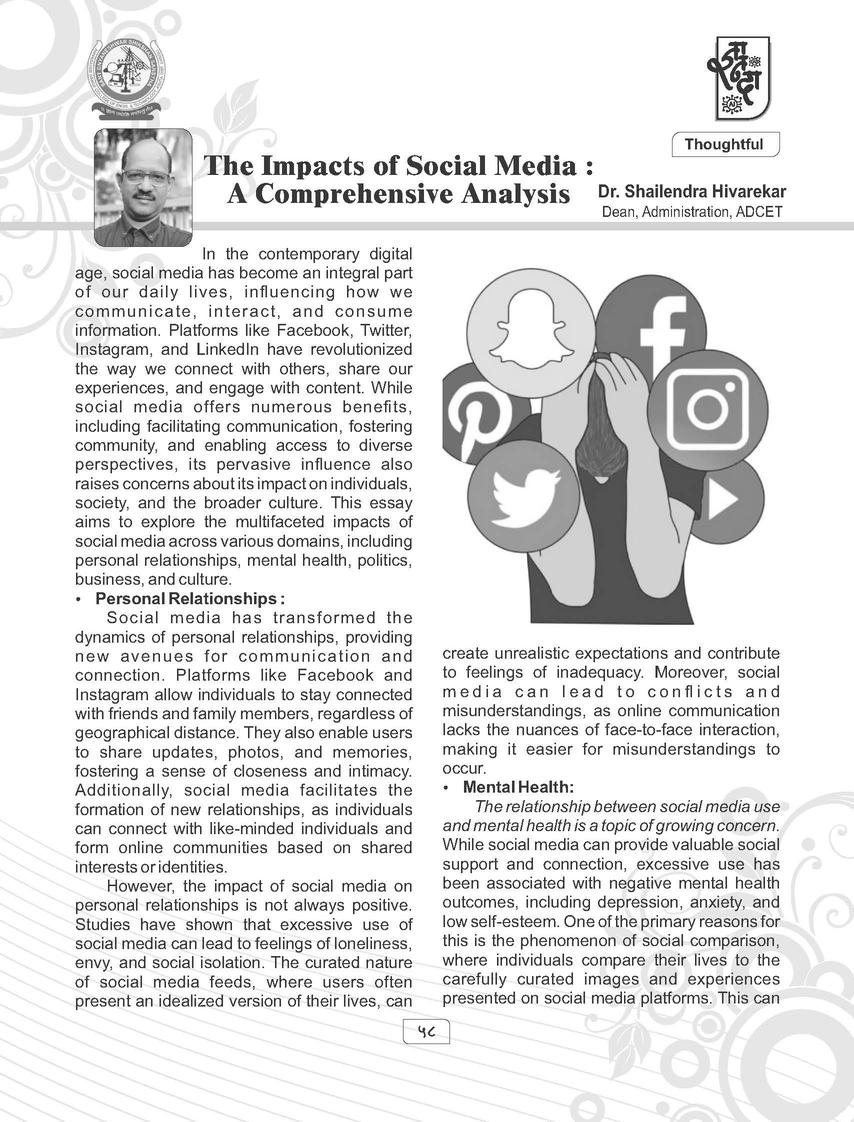 शब्ददा
Thoughtful
The Impacts of Social Media :
A Comprehensive Analysis
Dr. Shailendra Hivarekar
Dean, Administration, ADCET
In the contemporary digital
age, social media has become an integral part
of our daily lives, influencing how we
communicate, interact, and consume
information. Platforms like Facebook, Twitter,
Instagram, and LinkedIn have revolutionized
the way we connect with others, share our
experiences, and engage with content. While
social media offers numerous benefits,
including facilitating communication, fostering
community, and enabling access to diverse
perspectives, its pervasive influence also
raises concerns about its impact on individuals,
society, and the broader culture. This essay
aims to explore the multifaceted impacts of
social media across various domains, including
personal relationships, mental health, politics,
business, and culture.
• Personal Relationships :
Social media has transformed the
dynamics of personal relationships, providing
new avenues for communication and
connection. Platforms like Facebook and
Instagram allow individuals to stay connected
with friends and family members, regardless of
geographical distance. They also enable users
to share updates, photos, and memories,
fostering a sense of closeness and intimacy.
Additionally, social media facilitates the
formation of new relationships, as individuals
can connect with like-minded individuals and
form online communities based on shared
interests or identities.
However, the impact of social media on
personal relationships is not always positive.
Studies have shown that excessive use of
social media can lead to feelings of loneliness,
envy, and social isolation. The curated nature
of social media feeds, where users often
present an idealized version of their lives, can
create unrealistic expectations and contribute
to feelings of inadequacy. Moreover, social
media can lead to conflicts and
misunderstandings, as online communication
lacks the nuances of face-to-face interaction,
making it easier for misunderstandings to
occur.
• Mental Health:
The relationship between social media use
and mental health is a topic of growing concern.
While social media can provide valuable social
support and connection, excessive use has
been associated with negative mental health
outcomes, including depression, anxiety, and
low self-esteem. One of the primary reasons for
this is the phenomenon of social comparison,
where individuals compare their lives to the
carefully curated images and experiences
presented on social media platforms. This can
५८